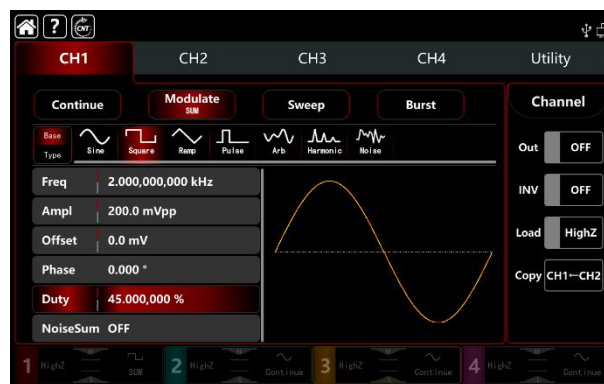 ? CNT
CH1 CH2 CH3 CH4 Utility
Continue Modulate SUM Sweep Burst Channel
Base Type Sine Square Ramp Pulse Arb Harmonic Noise
Out OFF
Freq 2.000,000,000 kHz
INV OFF
Ampl 200.0 mVpp
Offset 0.0 mV
Load HighZ
Phase 0.000 °
Copy CH1←CH2
Duty 45.000,000 %
NoiseSum OFF
1 HighZ SUM 2 HighZ Continue 3 HighZ Continue 4 HighZ Continue